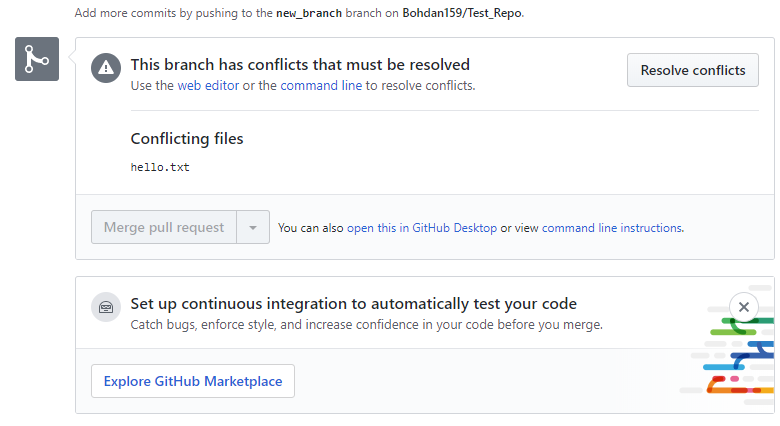 Add more commits by pushing to the new_branch branch on Bohdan159/Test_Repo.
This branch has conflicts that must be resolved
Use the web editor or the command line to resolve conflicts.
Resolve conflicts
Conflicting files
hello.txt
Merge pull request
You can also open this in GitHub Desktop or view command line instructions.
Set up continuous integration to automatically test your code
Catch bugs, enforce style, and increase confidence in your code before you merge.
Explore GitHub Marketplace